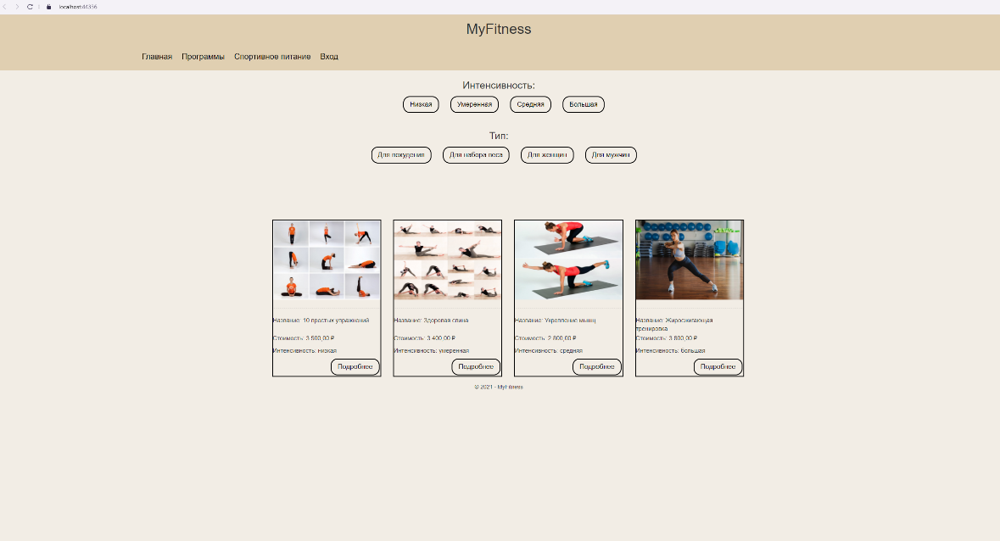 localhost:44336
MyFitness
Главная Программы Спортивное питание Вход
Интенсивность:
Низкая Умеренная Средняя Большая
Тип:
Для похудения Для набора веса Для женщин Для мужчин
Название: 10 простых упражнений
Стоимость: 3 500,00 ₽
Интенсивность: низкая
Подробнее
Название: Здоровая спина
Стоимость: 3 400,00 ₽
Интенсивность: умеренная
Подробнее
Название: Укрепление мышц
Стоимость: 2 800,00 ₽
Интенсивность: средняя
Подробнее
Название: Жиросжигающая
тренировка
Стоимость: 3 800,00 ₽
Интенсивность: большая
Подробнее
© 2021 - MyFitness